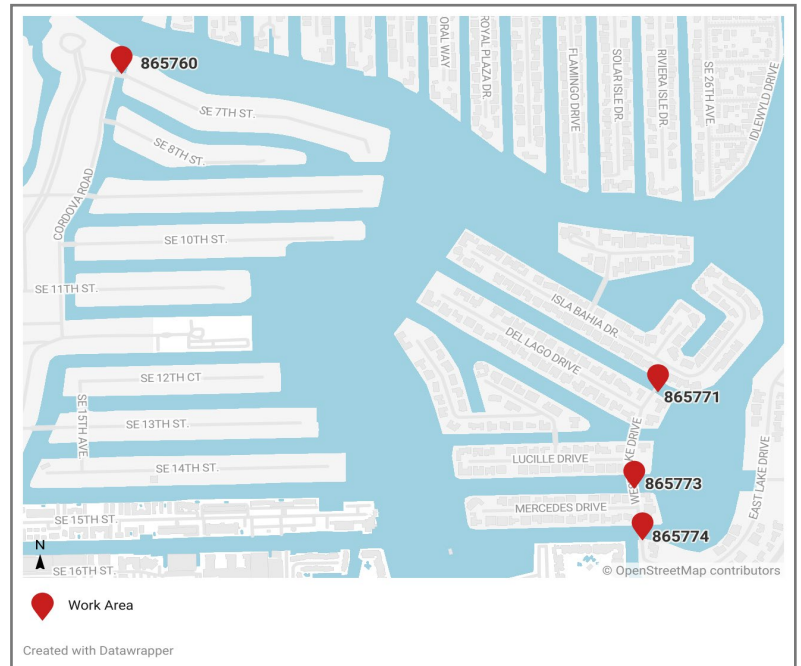 865760
ORAL WAY
ROYAL PLAZA DR.
FLAMINGO DRIVE
SOLAR ISLE DR.
RIVIERA ISLE DR.
SE 26TH AVE.
IDLEWYLD DRIVE
SE 7TH ST.
SE 8TH ST.
CORDOVA ROAD
SE 10TH ST.
SE 11TH ST.
ISLA BAHIA DR.
DEL LAGO DRIVE
865771
SE 12TH CT
SE 15TH AVE
SE 13TH ST.
SE 14TH ST.
LUCILLE DRIVE
KE DRIVE
865773
EAST LAKE DRIVE
MERCEDES DRIVE
865774
SE 15TH ST.
N
SE 16TH ST.
© OpenStreetMap contributors
Work Area
Created with Datawrapper